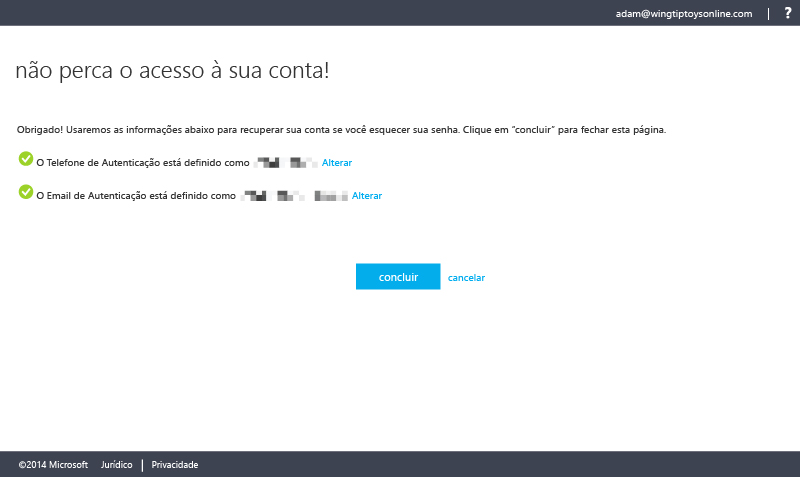 adam@wingtiptoysonline.com | ?
não perca o acesso à sua conta!
Obrigado! Usaremos as informações abaixo para recuperar sua conta se você esquecer sua senha. Clique em "concluir" para fechar esta página.
O Telefone de Autenticação está definido como Alterar
O Email de Autenticação está definido como Alterar
concluir cancelar
©2014 Microsoft Jurídico | Privacidade